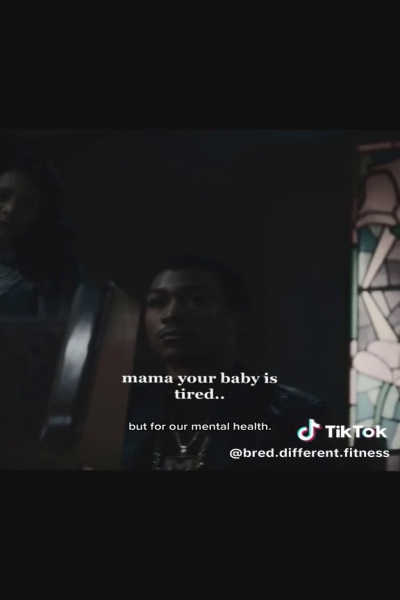 mama your baby is
tired..
but for our mental health.
TikTok
@bred.different.fitness